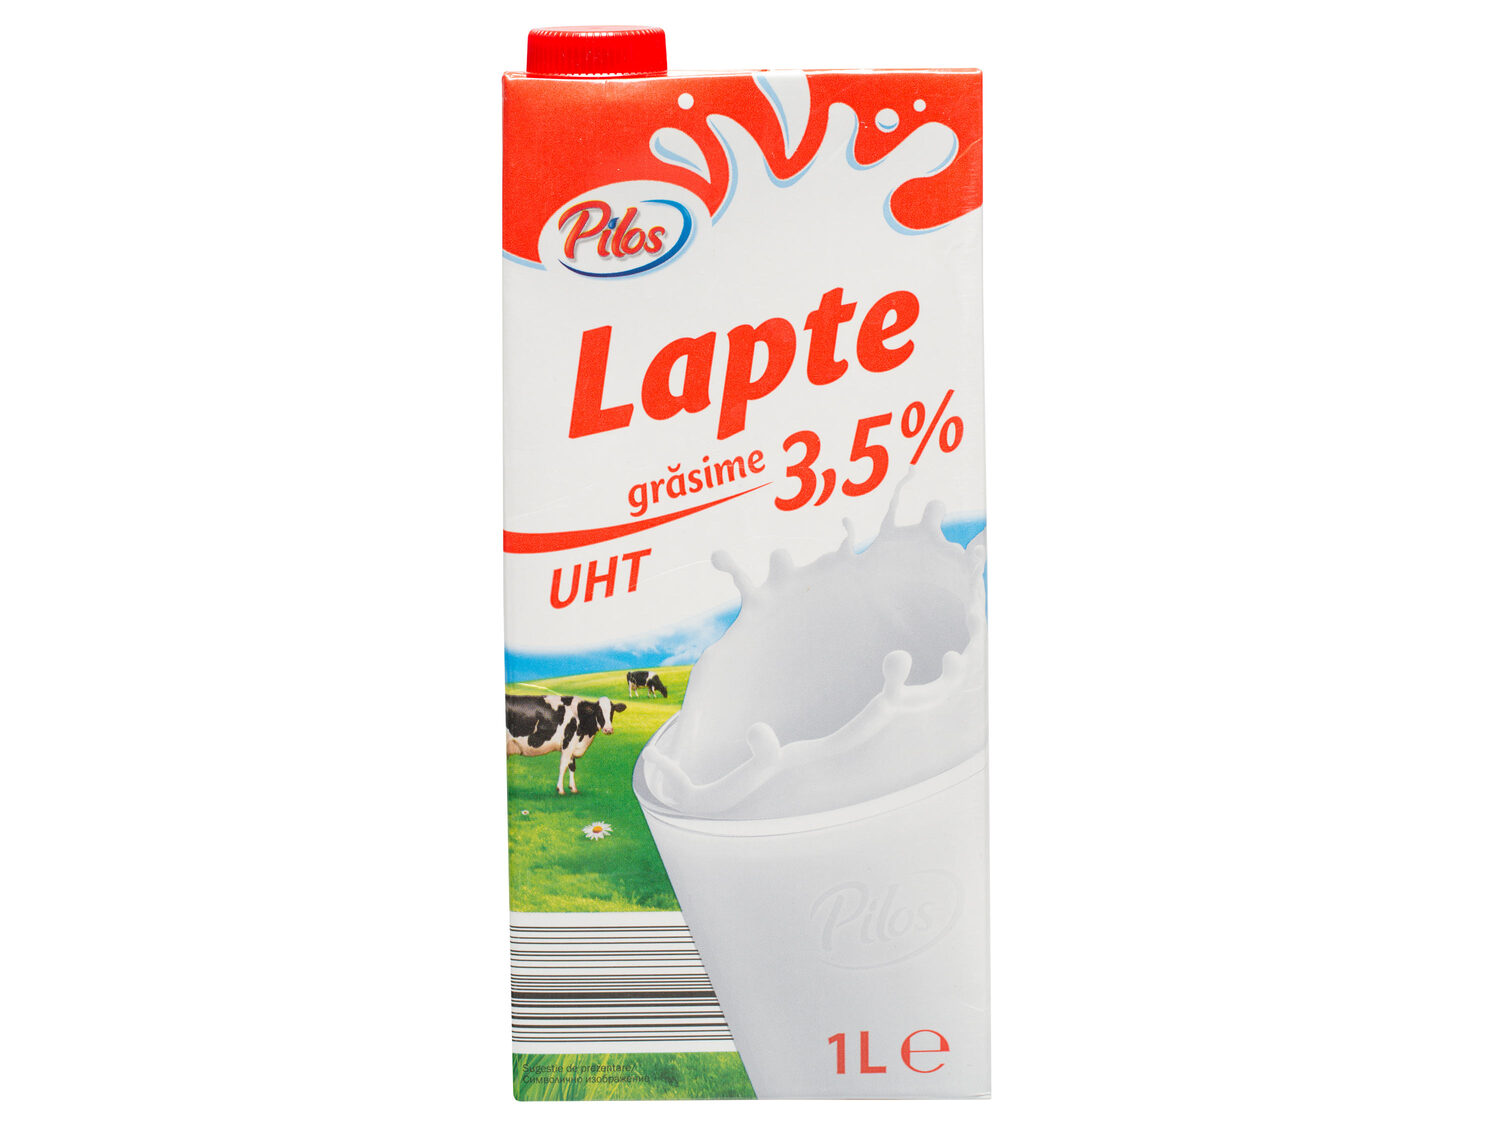 Pilos
Lapte
grăsime 3,5%
UHT
Pilos
1L ℮
Sugestie de prezentare/
Символично изображение